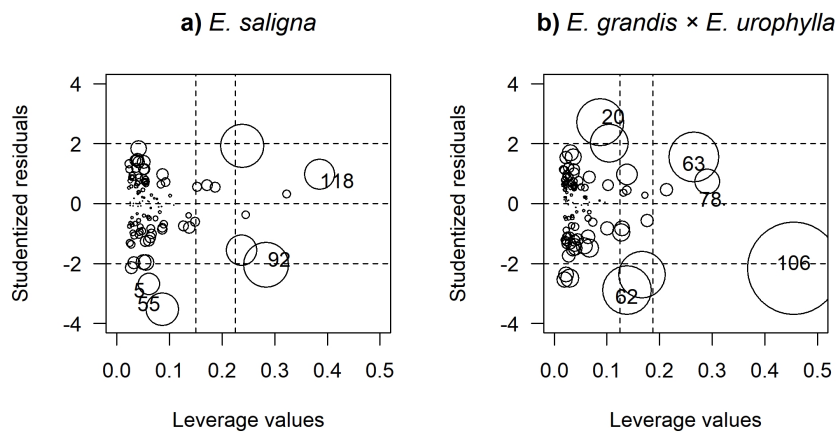 a) E. saligna
Studentized residuals
4
2
0
-2
-4
118
92
5
55
0.0 0.1 0.2 0.3 0.4 0.5
Leverage values
b) E. grandis × E. urophylla
Studentized residuals
4
2
0
-2
-4
20
63
78
106
62
0.0 0.1 0.2 0.3 0.4 0.5
Leverage values